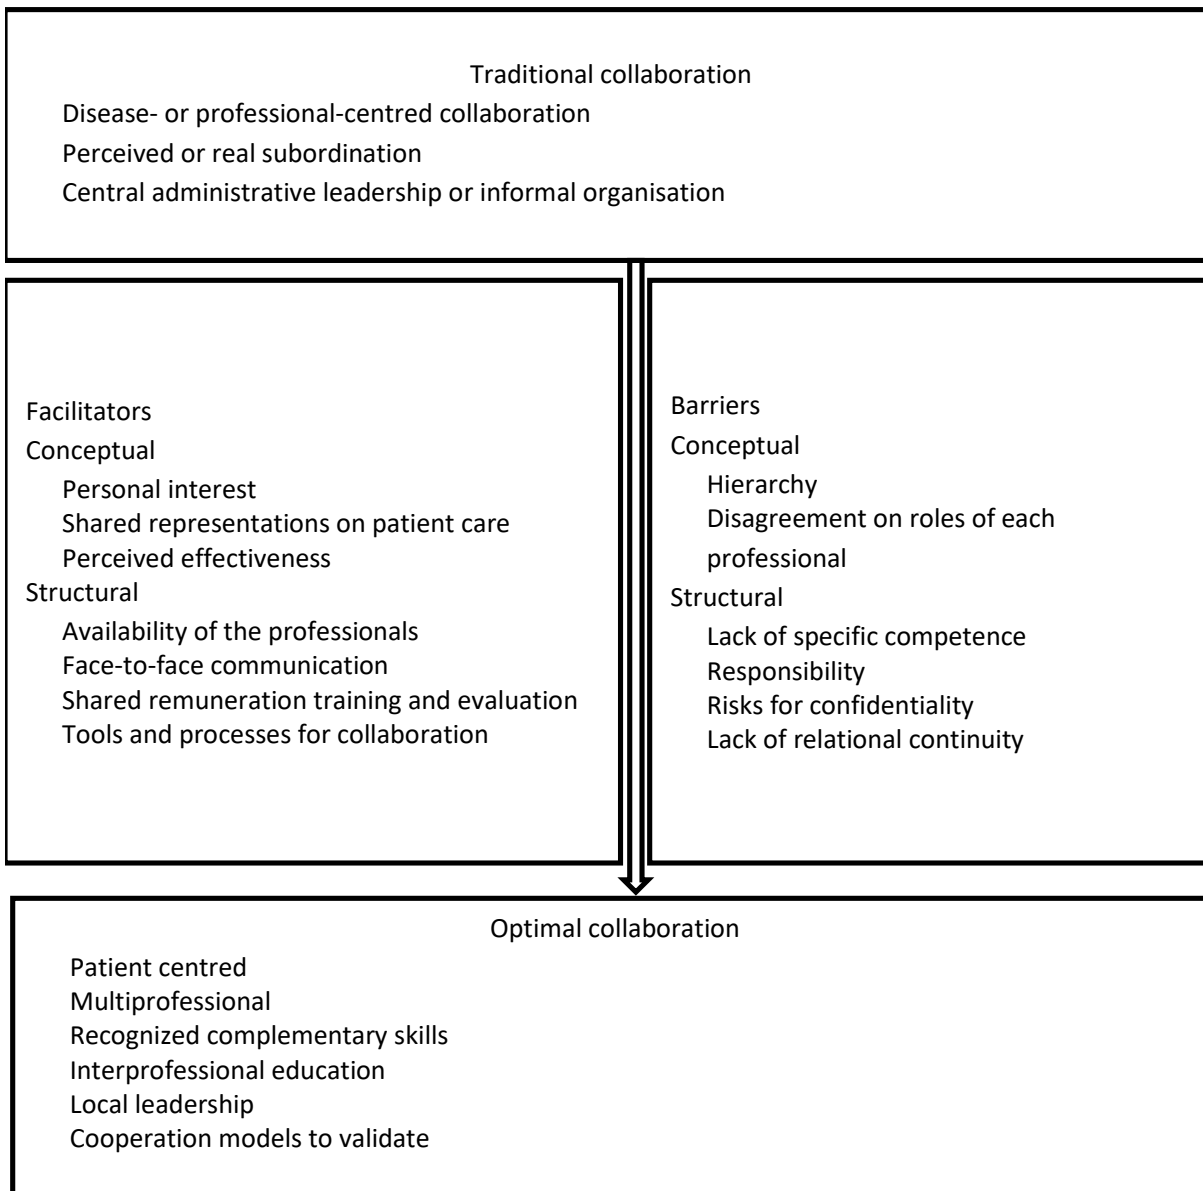 Traditional collaboration
Disease- or professional-centred collaboration
Perceived or real subordination
Central administrative leadership or informal organisation
Facilitators
Conceptual
Personal interest
Shared representations on patient care
Perceived effectiveness
Structural
Availability of the professionals
Face-to-face communication
Shared remuneration training and evaluation
Tools and processes for collaboration
Barriers
Conceptual
Hierarchy
Disagreement on roles of each
professional
Structural
Lack of specific competence
Responsibility
Risks for confidentiality
Lack of relational continuity
Optimal collaboration
Patient centred
Multiprofessional
Recognized complementary skills
Interprofessional education
Local leadership
Cooperation models to validate